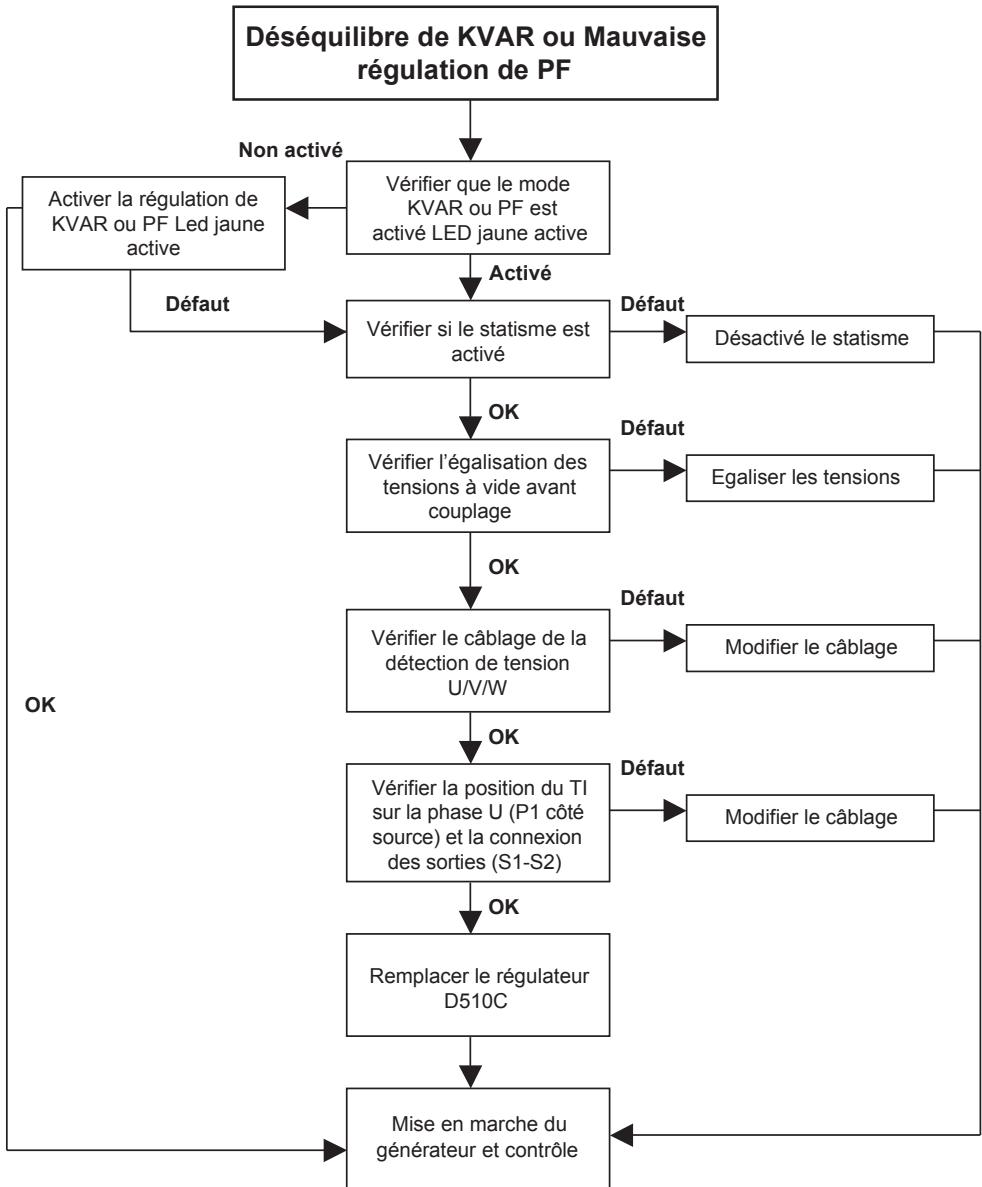 Déséquilibre de KVAR ou Mauvaise
régulation de PF
Non activé
Activer la régulation de
KVAR ou PF Led jaune
active
Vérifier que le mode
KVAR ou PF est
activé LED jaune active
Activé
Défaut
Vérifier si le statisme est
activé
Défaut
Désactivé le statisme
OK
Vérifier l'égalisation des
tensions à vide avant
couplage
Défaut
Egaliser les tensions
OK
Vérifier le câblage de la
détection de tension
U/V/W
Défaut
Modifier le câblage
OK
OK
Vérifier la position du TI
sur la phase U (P1 côté
source) et la connexion
des sorties (S1-S2)
Défaut
Modifier le câblage
OK
Remplacer le régulateur
D510C
Mise en marche du
générateur et contrôle